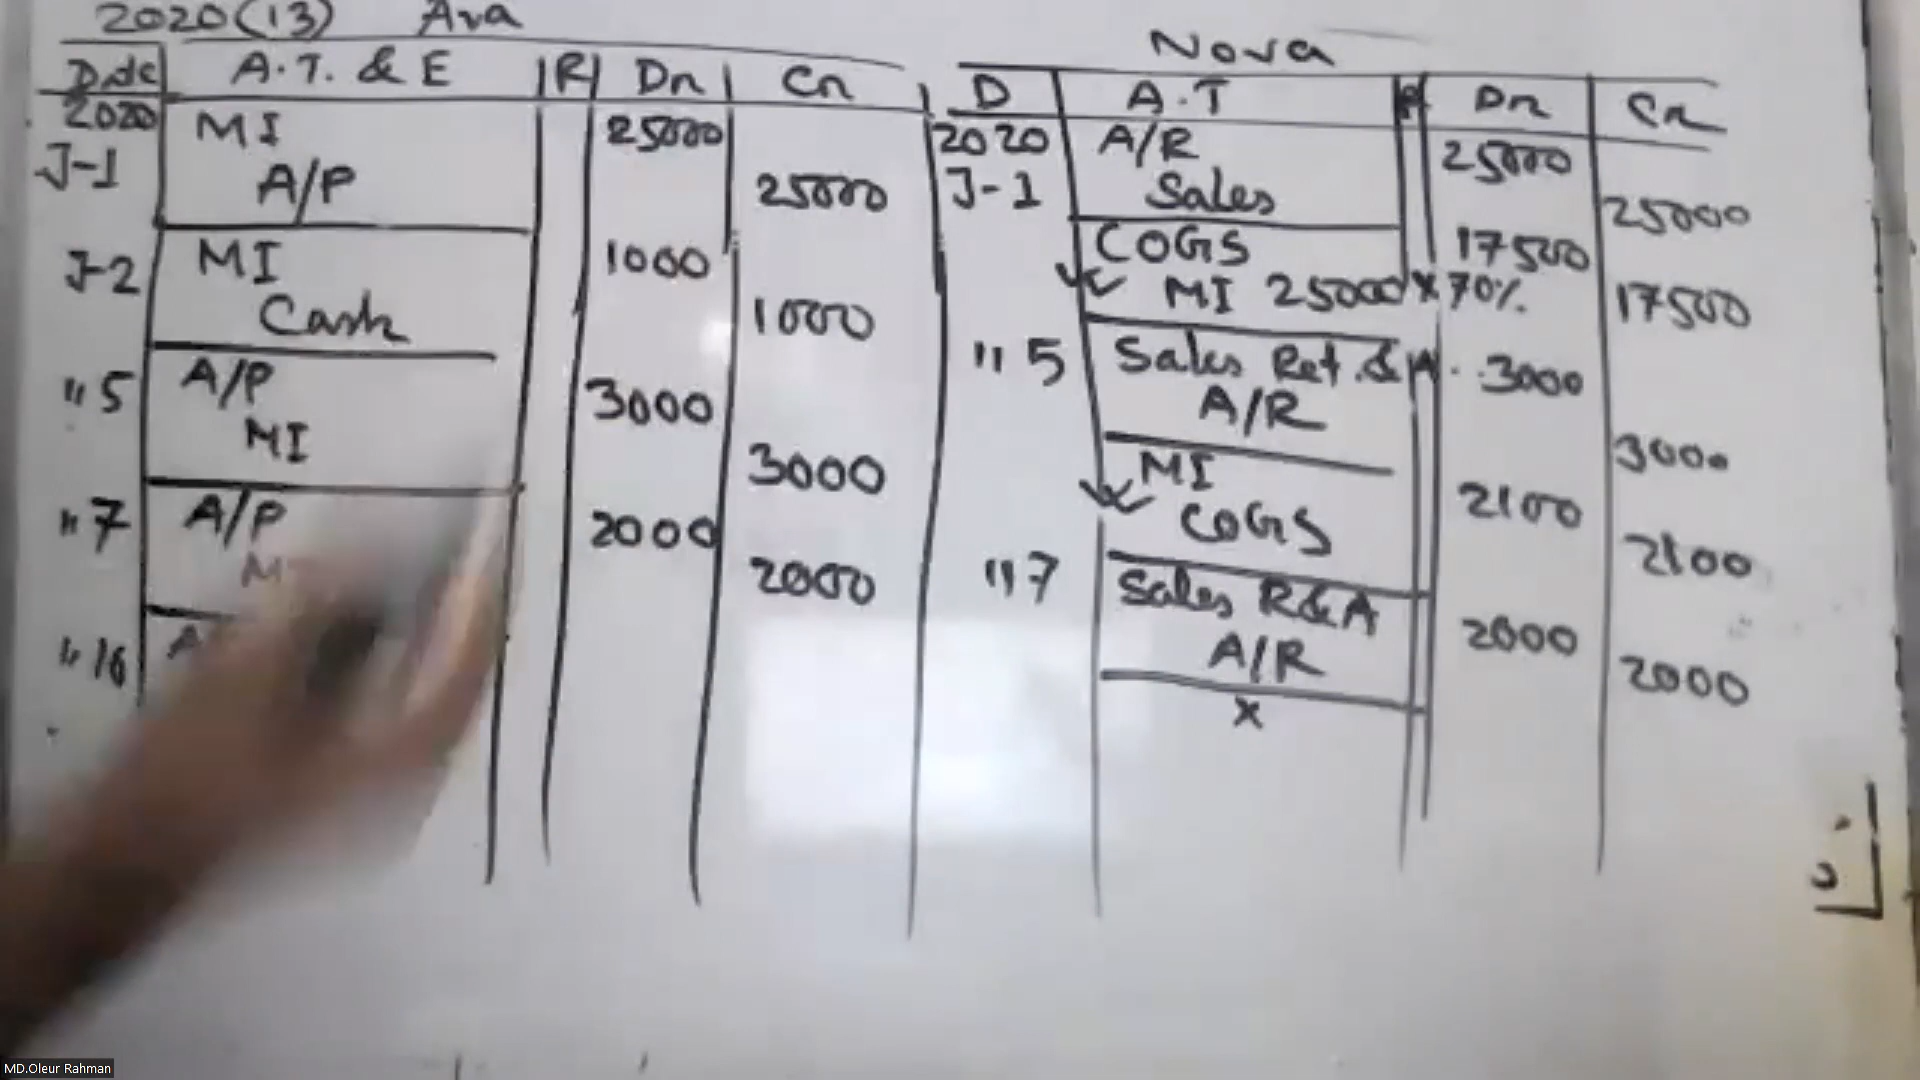 2020(13) Ava
Date A.T. & E R Dr Cr
2020 MI 25000
J-1 A/P 25000
J-2 MI 1000
Cash 1000
"5 A/P 3000
MI 3000
"7 A/P 2000
M 2000
"16 A
Nova
D A.T R Dr Cr
2020 A/R 25000
J-1 Sales 25000
COGS 17500
MI 25000 x 70% 17500
"5 Sales Ret. & A. 3000
A/R 3000
MI 2100
COGS 2100
"7 Sales R&A 2000
A/R 2000
x
MD.Oleur Rahman